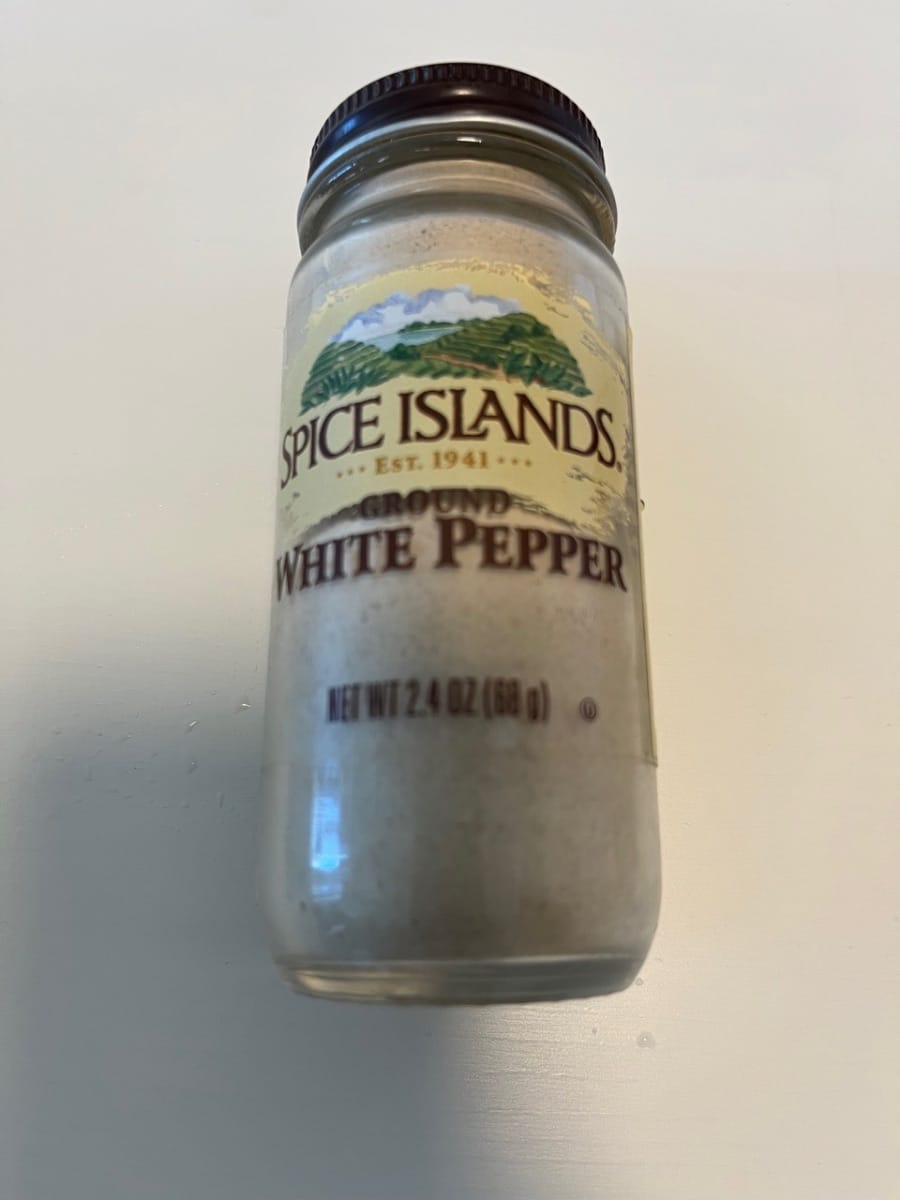 SPICE ISLANDS®
••• EST. 1941 •••
GROUND
WHITE PEPPER
NET WT 2.4 OZ (68 g) Ⓤ